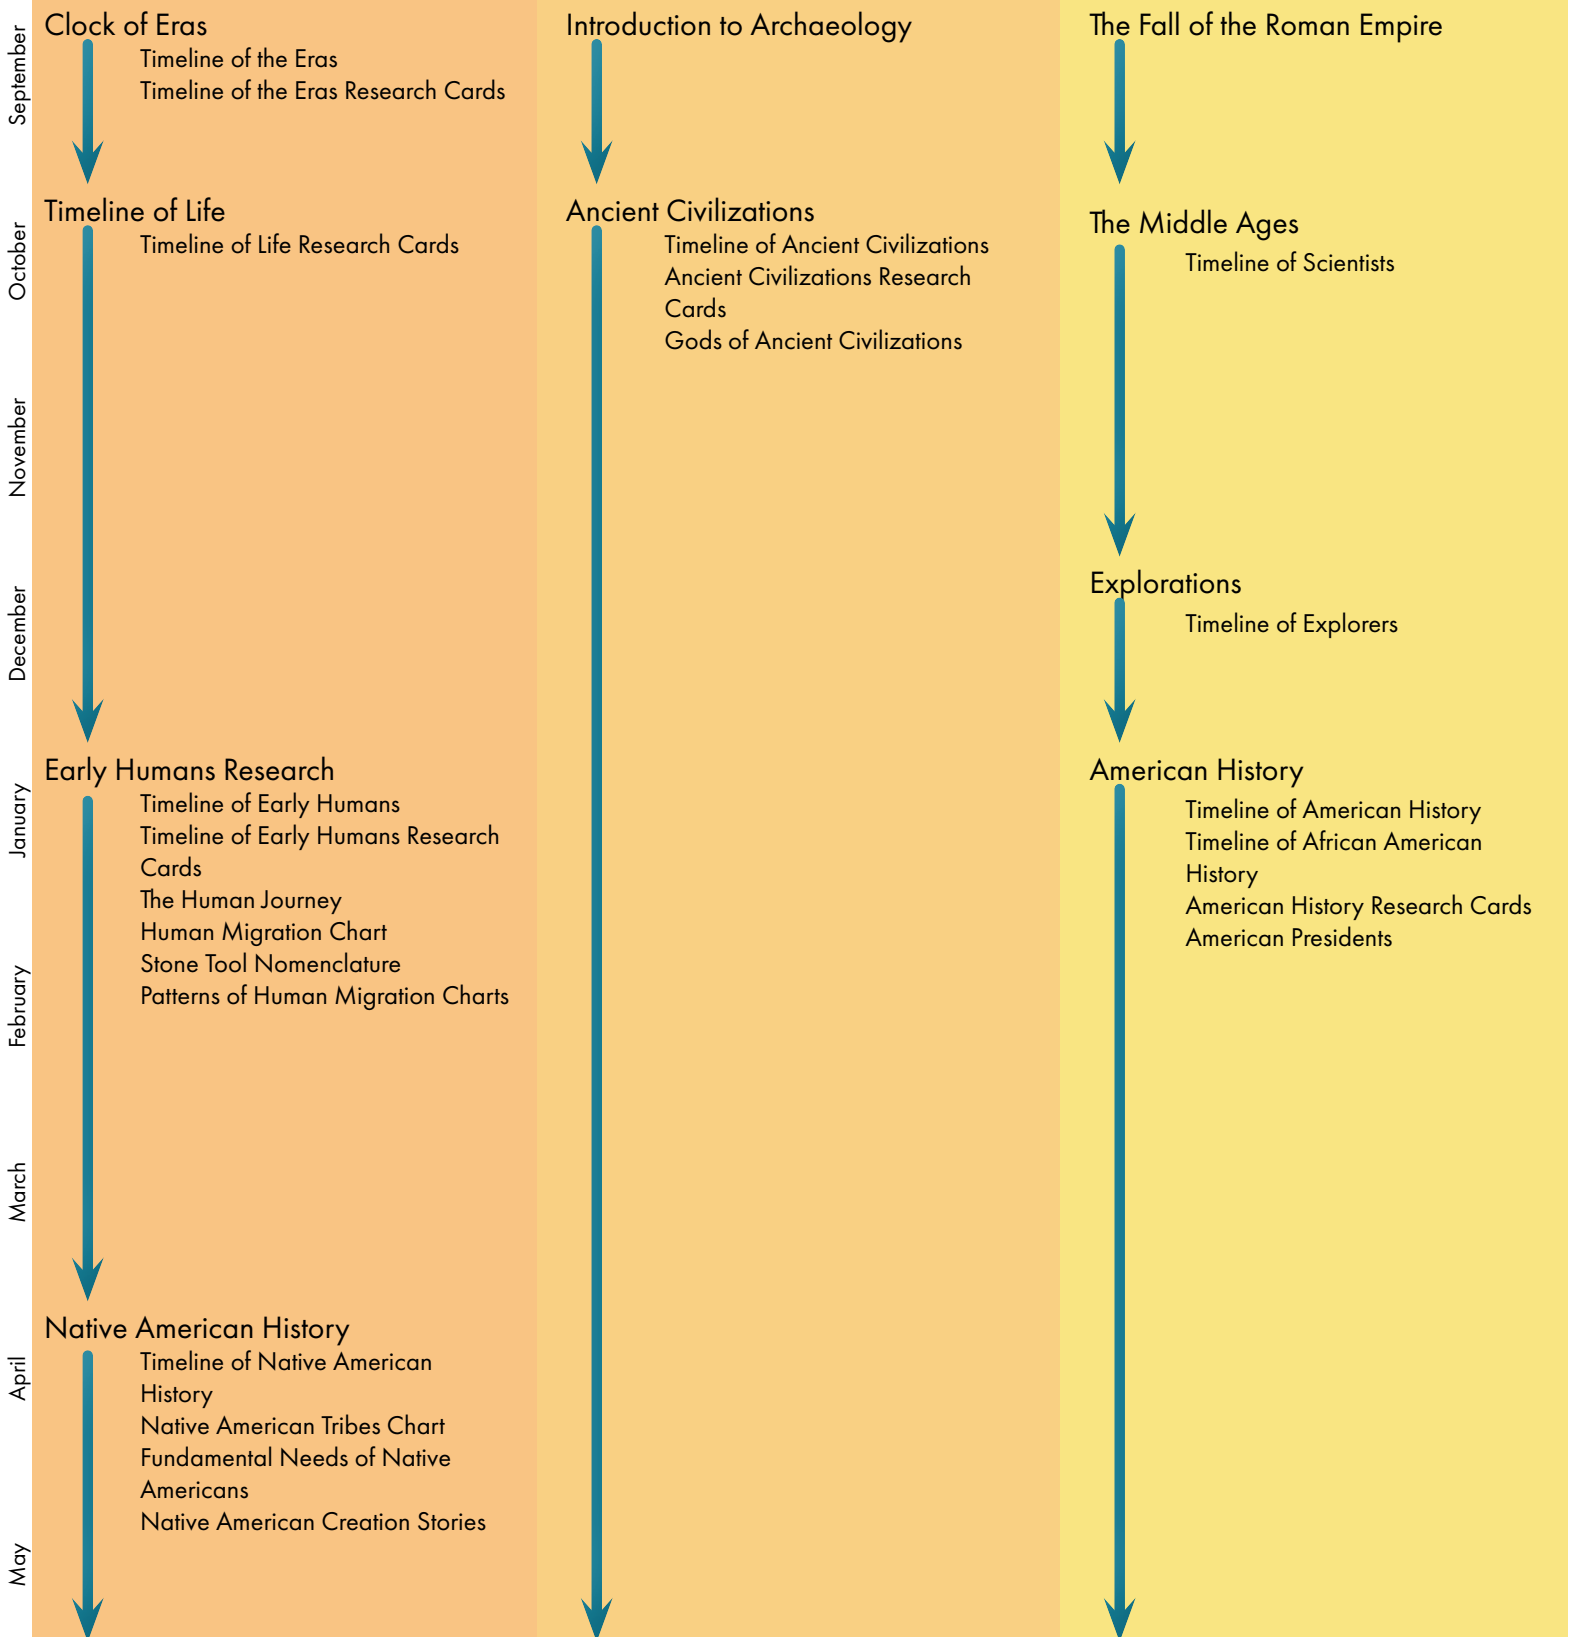 September
October
November
December
January
February
March
April
May
Clock of Eras
Timeline of the Eras
Timeline of the Eras Research Cards
Timeline of Life
Timeline of Life Research Cards
Early Humans Research
Timeline of Early Humans
Timeline of Early Humans Research
Cards
The Human Journey
Human Migration Chart
Stone Tool Nomenclature
Patterns of Human Migration Charts
Native American History
Timeline of Native American
History
Native American Tribes Chart
Fundamental Needs of Native
Americans
Native American Creation Stories
Introduction to Archaeology
Ancient Civilizations
Timeline of Ancient Civilizations
Ancient Civilizations Research
Cards
Gods of Ancient Civilizations
The Fall of the Roman Empire
The Middle Ages
Timeline of Scientists
Explorations
Timeline of Explorers
American History
Timeline of American History
Timeline of African American
History
American History Research Cards
American Presidents